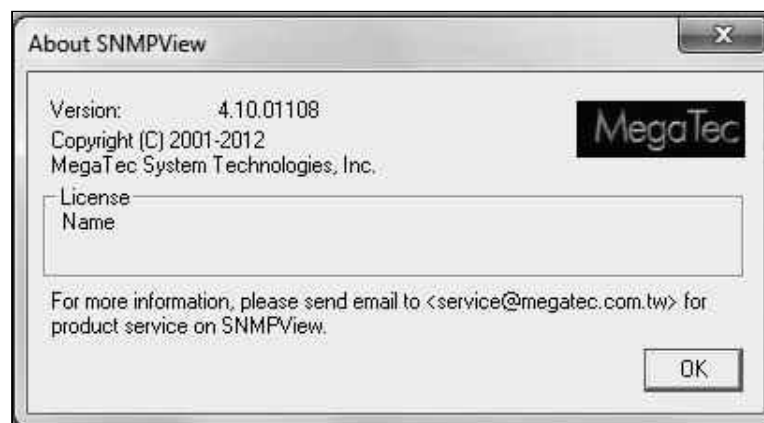 About SNMPView
x
Version: 4.10.01108
Copyright (C) 2001-2012
MegaTec System Technologies, Inc.
MegaTec
License
Name
For more information, please send email to <service@megatec.com.tw> for
product service on SNMPView.
OK